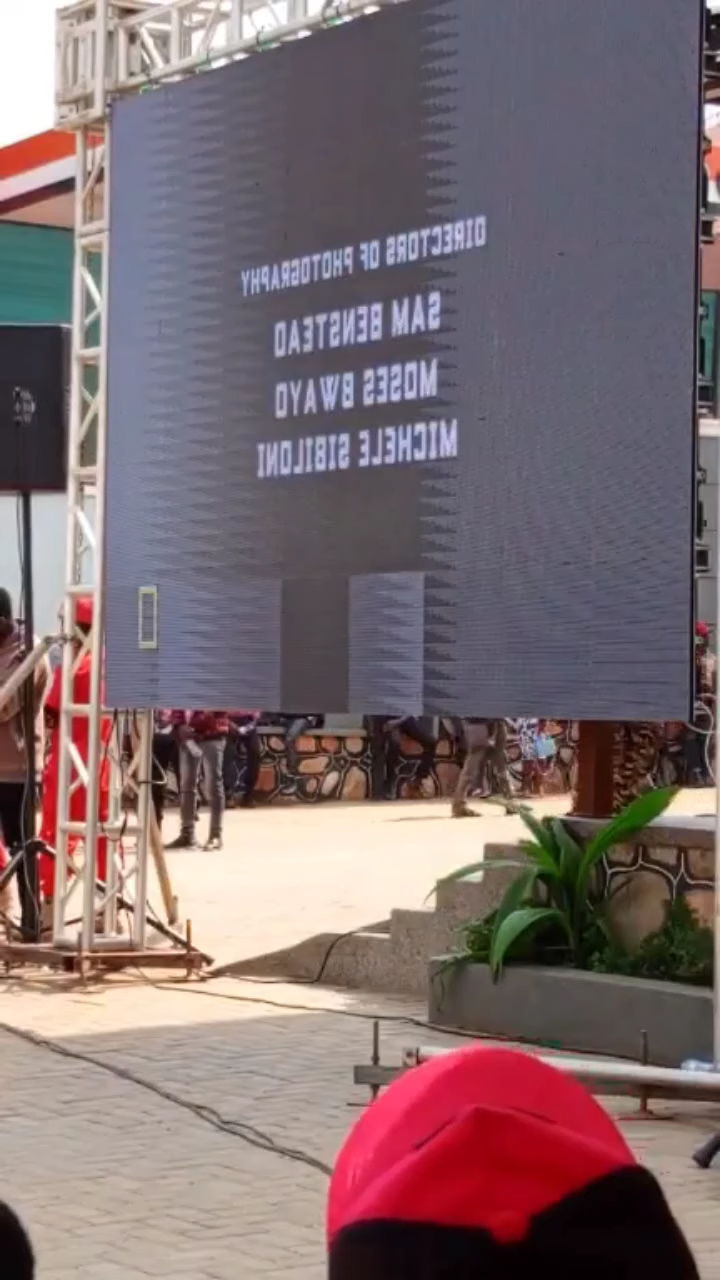 DIRECTORS OF PHOTOGRAPHY
SAM BENSTEAD
MOSES BWAYO
MICHELE SIBILONI